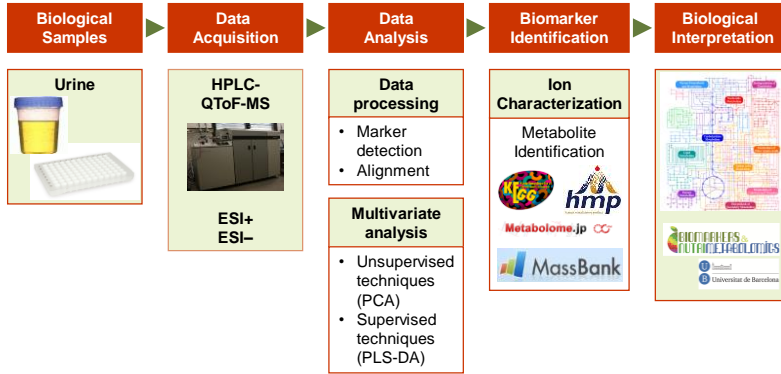 Biological
Samples
Data
Acquisition
Data
Analysis
Biomarker
Identification
Biological
Interpretation
Urine
HPLC-
QToF-MS
ESI+
ESI–
Data
processing
• Marker
detection
• Alignment
Multivariate
analysis
• Unsupervised
techniques
(PCA)
• Supervised
techniques
(PLS-DA)
Ion
Characterization
Metabolite
Identification
KEGG
hmp
Metabolome.jp
MassBank
BIOMARKERS &
NUTRIMETABOLOMICS
U
B Universitat de Barcelona